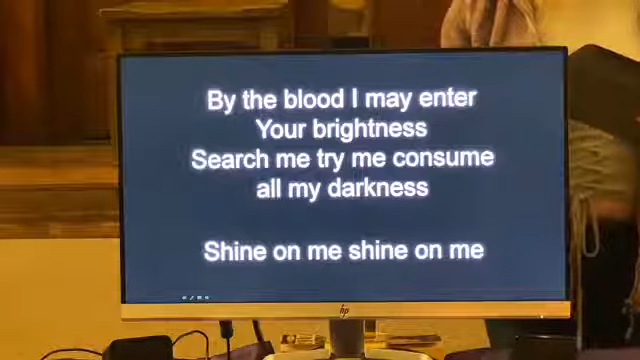 By the blood I may enter
Your brightness
Search me try me consume
all my darkness
Shine on me shine on me
hp